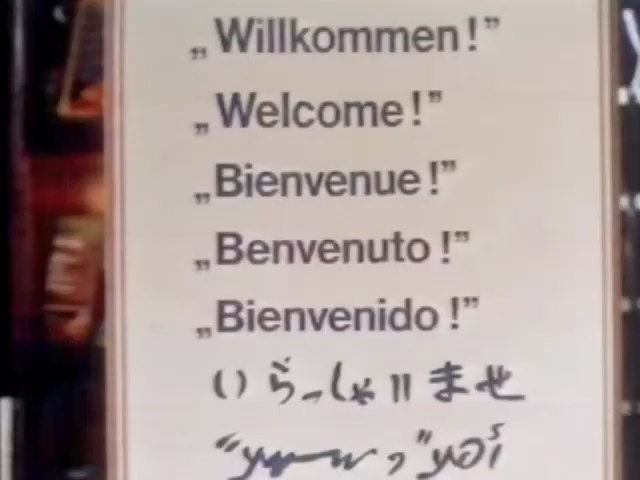 „Willkommen!”
„Welcome!”
„Bienvenue!”
„Benvenuto!”
„Bienvenido!”
いらっしゃいませ